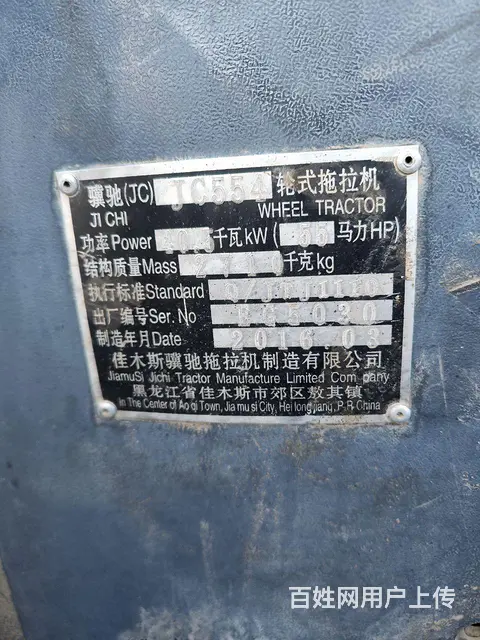 骥驰(JC) JC554 轮式拖拉机
JI CHI WHEEL TRACTOR
功率Power 千瓦kW ( 55 马力HP)
结构质量Mass 千克kg
执行标准Standard
出厂编号Ser. No
制造年月Date 2016.03
佳木斯骥驰拖拉机制造有限公司
JiamuSi Jichi Tractor Manufacture Limited Company
黑龙江省佳木斯市郊区敖其镇
In The Center of Ao qi Town, Jia mu si City, Hei long jiang, P.R. China
百姓网用户上传